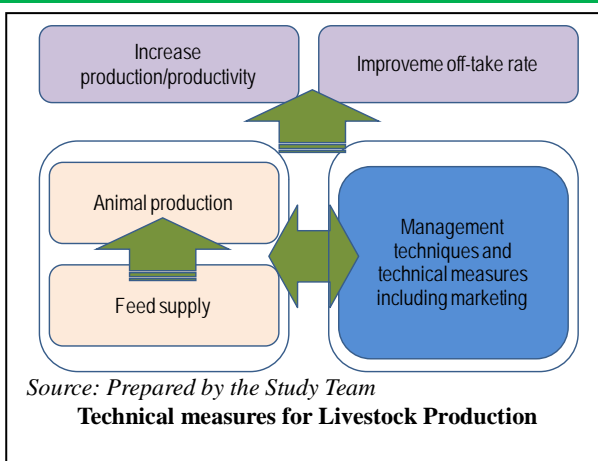 Increase
production/productivity
Improveme off-take rate
Animal production
Feed supply
Management
techniques and
technical measures
including marketing
Source: Prepared by the Study Team
Technical measures for Livestock Production